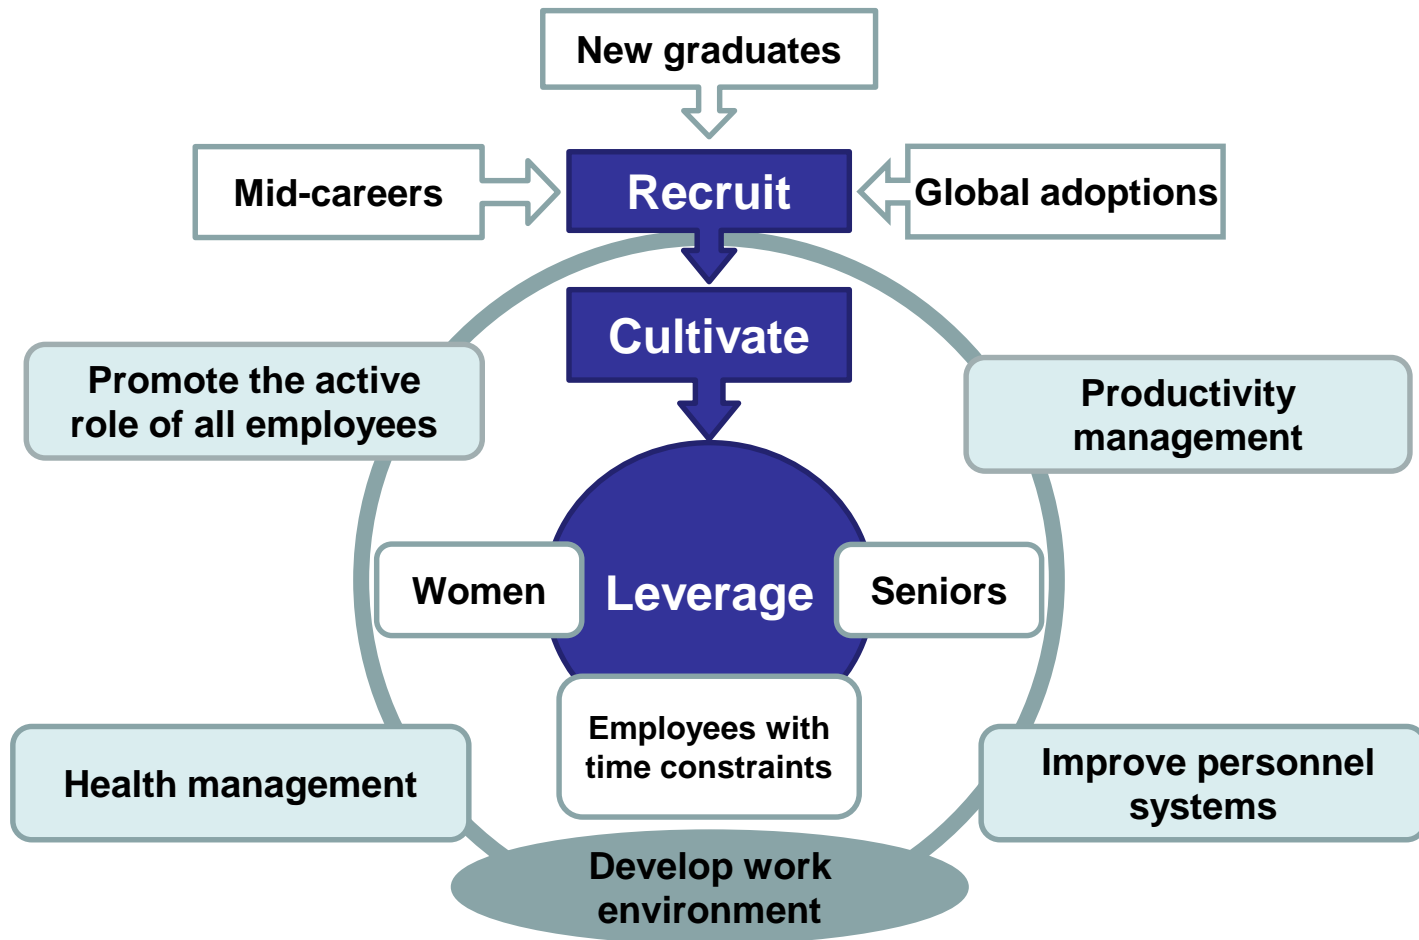 New graduates
Mid-careers
Recruit
Global adoptions
Cultivate
Promote the active
role of all employees
Productivity
management
Women
Leverage
Seniors
Employees with
time constraints
Health management
Improve personnel
systems
Develop work
environment